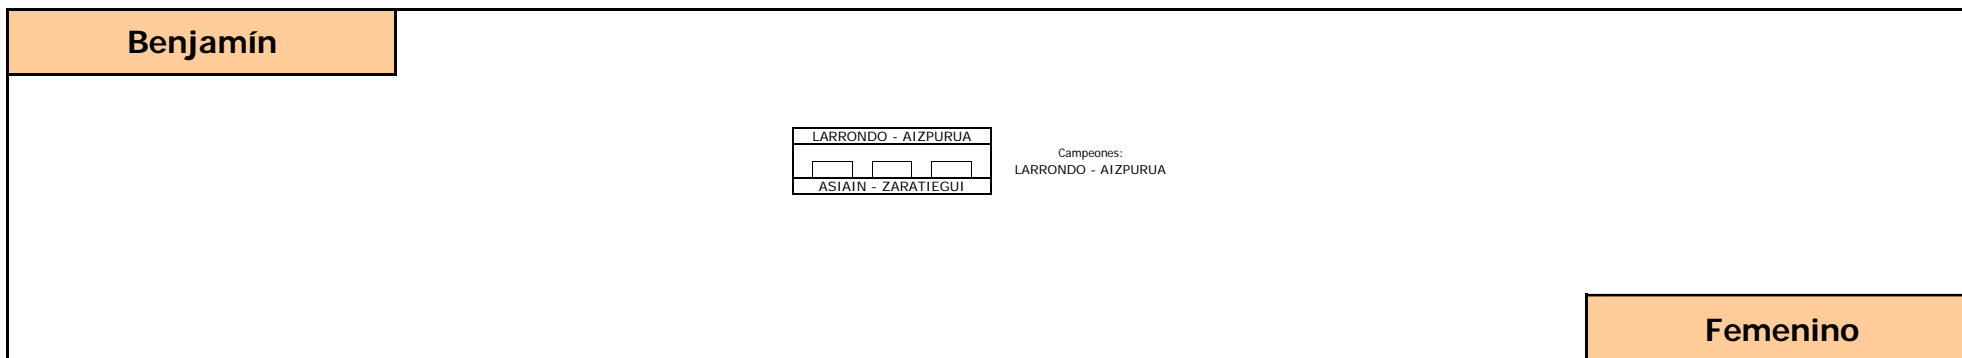 Benjamín
LARRONDO - AIZPURUA
Campeones:
LARRONDO - AIZPURUA
ASIAIN - ZARATIEGUI
Femenino